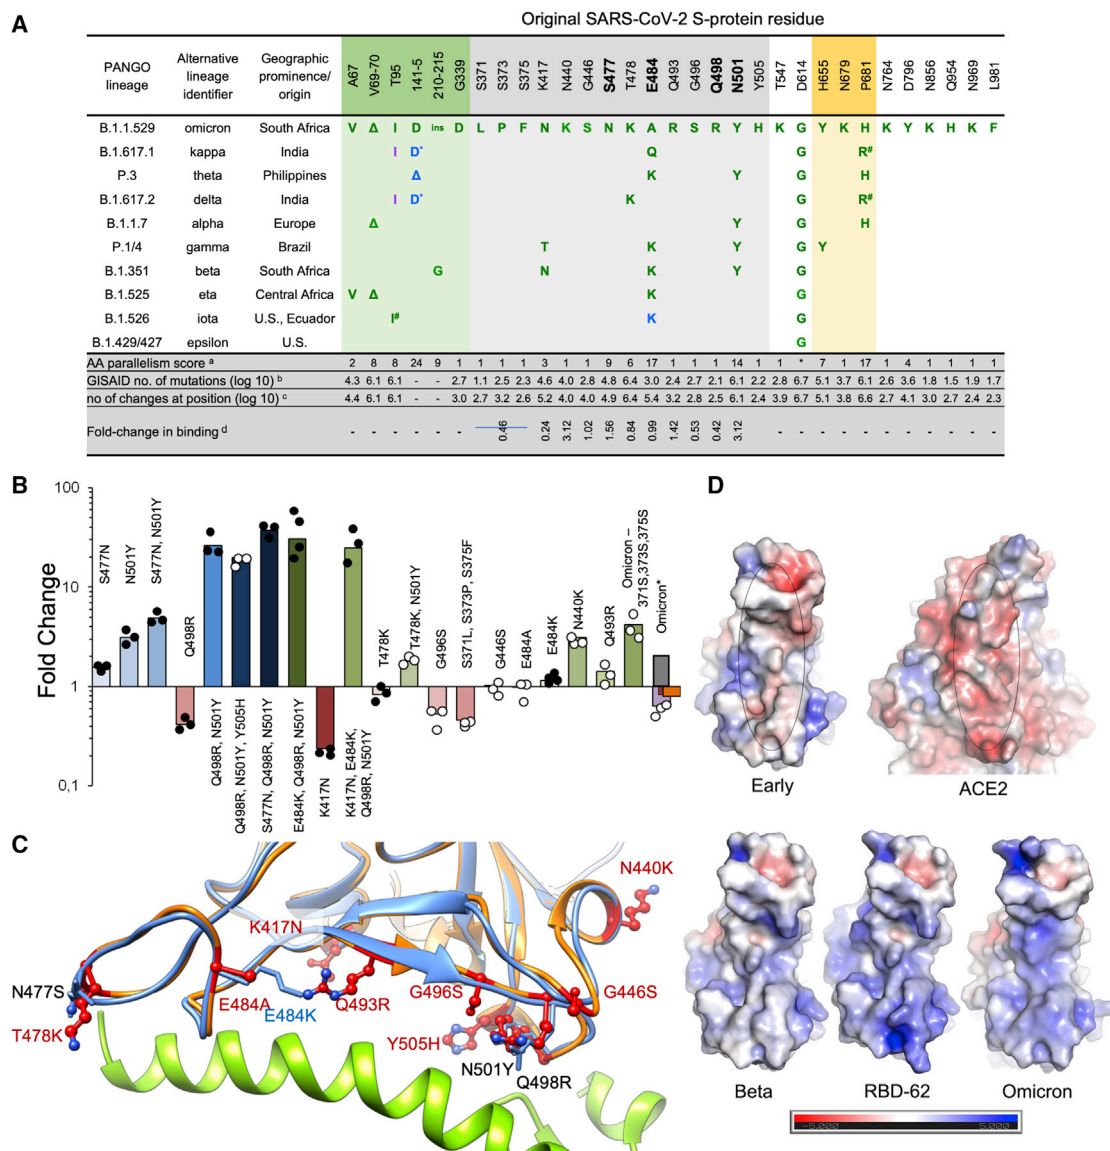 A
Original SARS-CoV-2 S-protein residue
PANGO lineage Alternative lineage identifier Geographic prominence/ origin A67 V69-70 T95 141-5 210-215 G339 S371 S373 S375 K417 N440 G446 S477 T478 E484 Q493 G496 Q498 N501 Y505 T547 D614 H655 N679 P681 N764 D796 N856 Q954 N969 L981
B.1.1.529 omicron South Africa V Δ I D ins D L P F N K S N K A R S R Y H K G Y K H K Y K H K F
B.1.617.1 kappa India I D* Q G R#
P.3 theta Philippines Δ K Y G H
B.1.617.2 delta India I D* K G R#
B.1.1.7 alpha Europe Δ Y G H
P.1/4 gamma Brazil T K Y G Y
B.1.351 beta South Africa G N K Y G
B.1.525 eta Central Africa V Δ K G
B.1.526 iota U.S., Ecuador I# K G
B.1.429/427 epsilon U.S. G
AA parallelism score a 2 8 8 24 9 1 1 1 1 3 1 1 9 6 17 1 1 1 14 1 1 * 7 1 17 1 4 1 1 1 1
GISAID no. of mutations (log 10) b 4.3 6.1 6.1 - - 2.7 1.1 2.5 2.3 4.6 4.0 2.8 4.8 6.4 3.0 2.4 2.7 2.1 6.1 2.2 2.8 6.7 5.1 3.7 6.1 2.6 3.6 1.8 1.5 1.9 1.7
no of changes at position (log 10) c 4.4 6.1 6.1 - - 3.0 2.7 3.2 2.6 5.2 4.0 4.0 4.9 6.4 5.4 3.2 2.8 2.5 6.1 2.4 3.9 6.7 5.1 3.8 6.6 2.7 4.1 3.0 2.7 2.4 2.3
Fold-change in binding d - - - - - - 0.46 0.24 3.12 1.02 1.56 0.84 0.99 1.42 0.53 0.42 3.12 - - - - - - - - - - - -
B
Fold Change
100
10
1
0,1
S477N
N501Y
S477N, N501Y
Q498R
Q498R, N501Y
Q498R, N501Y, Y505H
S477N, Q498R, N501Y
E484K, Q498R, N501Y
K417N
K417N, E484K,
Q498R, N501Y
T478K
T478K, N501Y
G496S
S371L, S373P, S375F
G446S
E484A
E484K
N440K
Q493R
Omicron –
371S,373S,375S
Omicron*
C
N440K
K417N
N477S
T478K
E484A
E484K
Q493R
G496S
G446S
Y505H
N501Y
Q498R
D
Early
ACE2
Beta
RBD-62
Omicron
-5.000 5.000